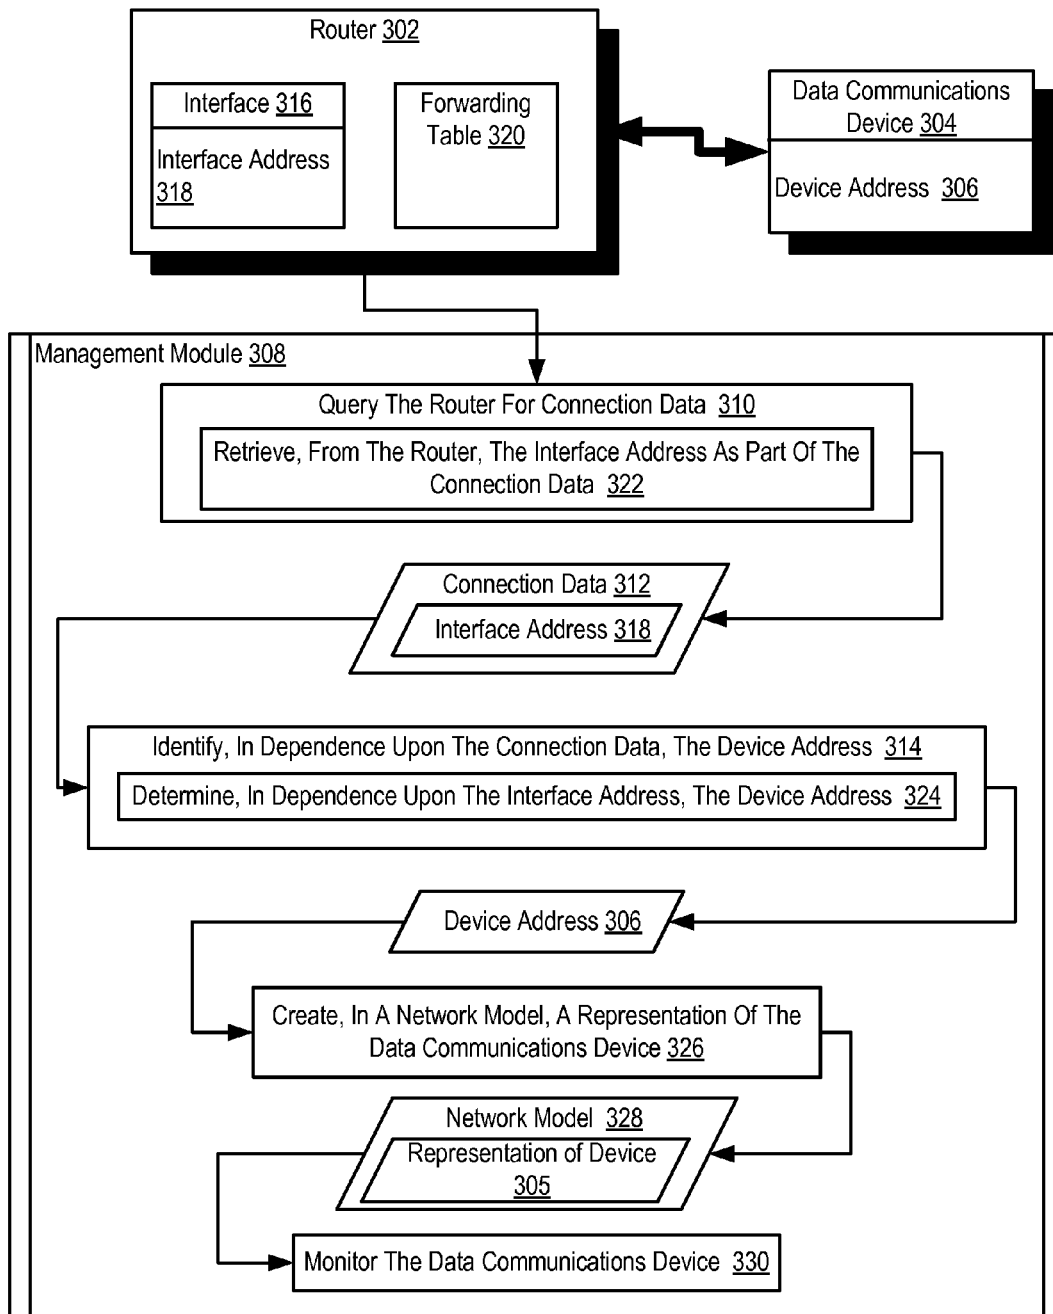 Router 302
Interface 316
Interface Address
318
Forwarding
Table 320
Data Communications
Device 304
Device Address 306
Management Module 308
Query The Router For Connection Data 310
Retrieve, From The Router, The Interface Address As Part Of The
Connection Data 322
Connection Data 312
Interface Address 318
Identify, In Dependence Upon The Connection Data, The Device Address 314
Determine, In Dependence Upon The Interface Address, The Device Address 324
Device Address 306
Create, In A Network Model, A Representation Of The
Data Communications Device 326
Network Model 328
Representation of Device
305
Monitor The Data Communications Device 330